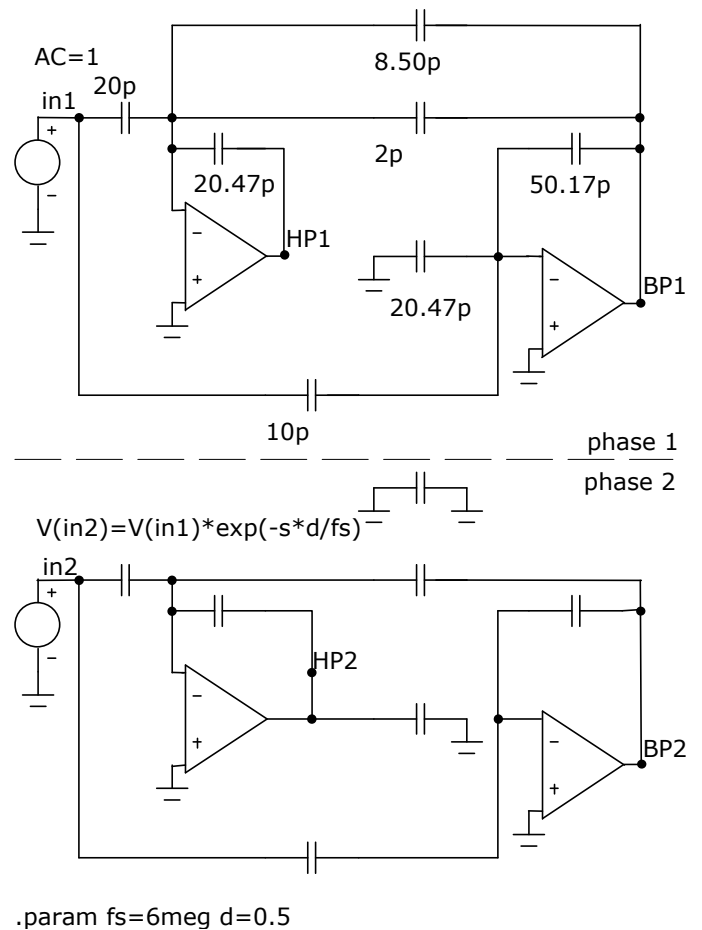 AC=1
8.50p
20p
in1
2p
20.47p
50.17p
HP1
BP1
20.47p
10p
phase 1
phase 2
V(in2)=V(in1)*exp(-s*d/fs)
in2
HP2
BP2
.param fs=6meg d=0.5